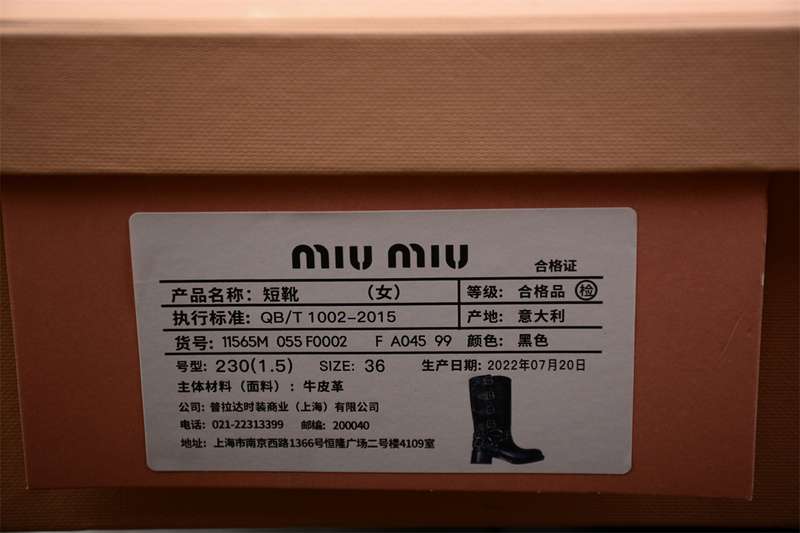 miu miu
合格证
产品名称：短靴 （女） 等级：合格品 检
执行标准：QB/T 1002-2015 产地：意大利
货号：11565M 055 F0002 F A045 99 颜色：黑色
号型：230(1.5) SIZE: 36 生产日期：2022年07月20日
主体材料（面料）：牛皮革
公司：普拉达时装商业（上海）有限公司
电话：021-22313399 邮编：200040
地址：上海市南京西路1366号恒隆广场二号楼4109室